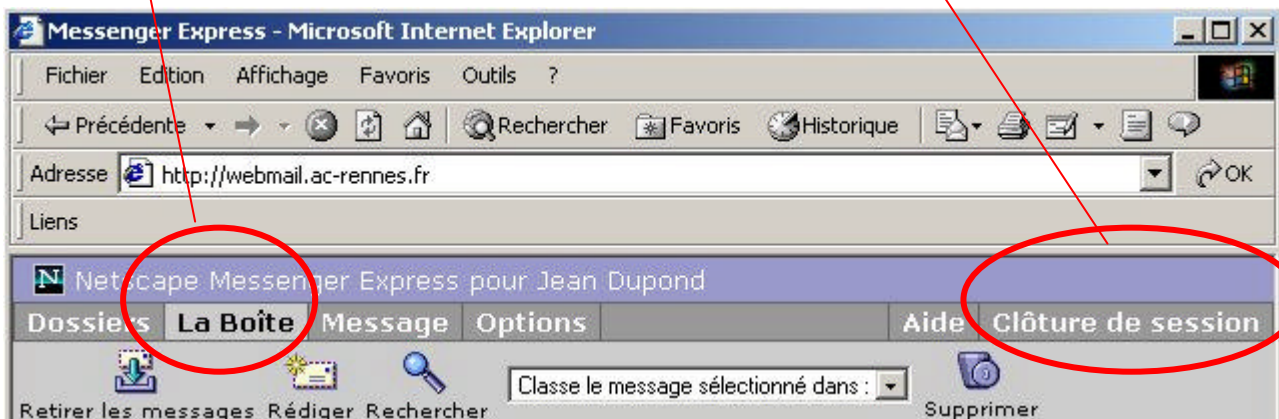 Messenger Express - Microsoft Internet Explorer
Fichier Edition Affichage Favoris Outils ?
Précédente Rechercher Favoris Historique
Adresse http://webmail.ac-rennes.fr OK
Liens
N Netscape Messenger Express pour Jean Dupond
Dossiers La Boîte Message Options Aide Clôture de session
Classe le message sélectionné dans :
Retirer les messages Rédiger Rechercher Supprimer